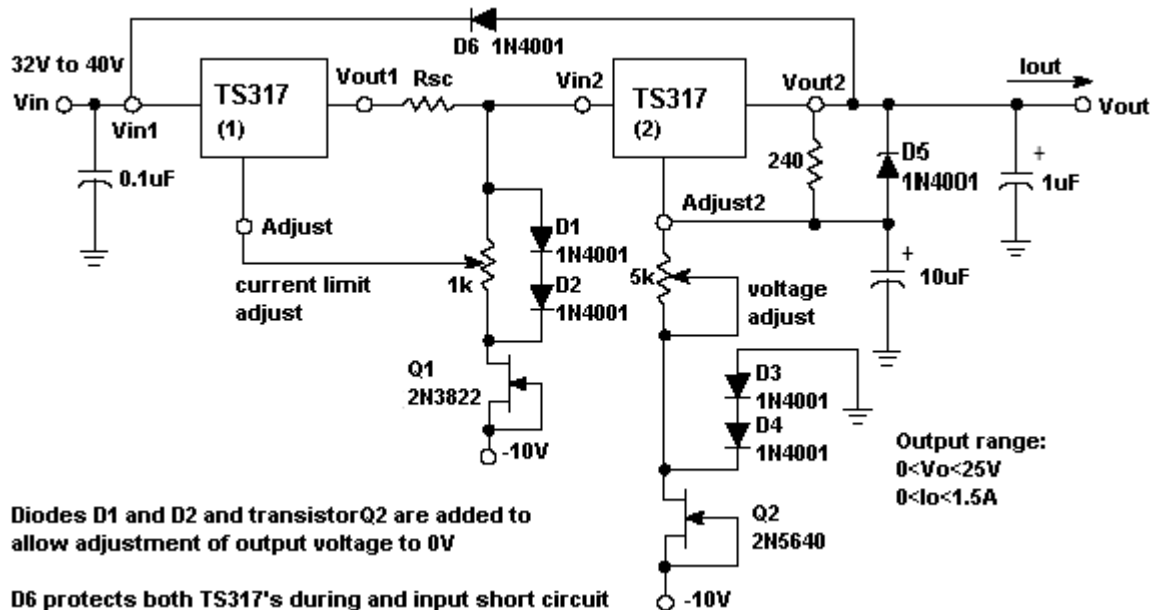 D6 1N4001
32V to 40V
Vin
Vin1
TS317
(1)
Vout1
Rsc
Vin2
TS317
(2)
Vout2
Iout
Vout
0.1uF
Adjust
current limit
adjust
1k
D1
1N4001
D2
1N4001
240
D5
1N4001
+
1uF
Adjust2
5k
voltage
adjust
+
10uF
Q1
2N3822
-10V
D3
1N4001
D4
1N4001
Output range:
0<Vo<25V
0<Io<1.5A
Q2
2N5640
-10V
Diodes D1 and D2 and transistorQ2 are added to
allow adjustment of output voltage to 0V
D6 protects both TS317's during and input short circuit